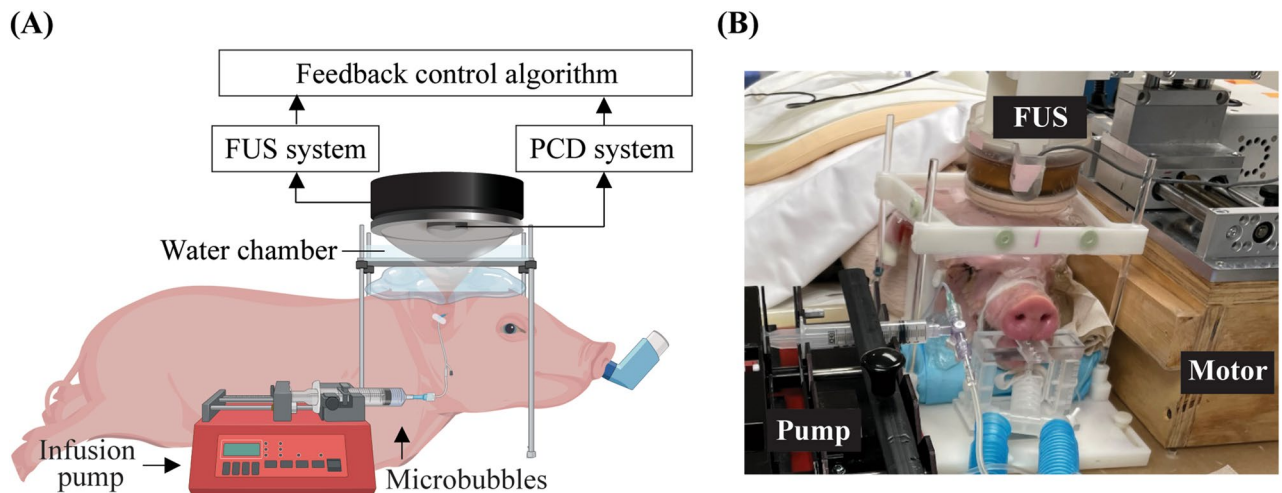 (A)
Feedback control algorithm
FUS system
PCD system
Water chamber
Infusion
pump
Microbubbles
(B)
FUS
Motor
Pump